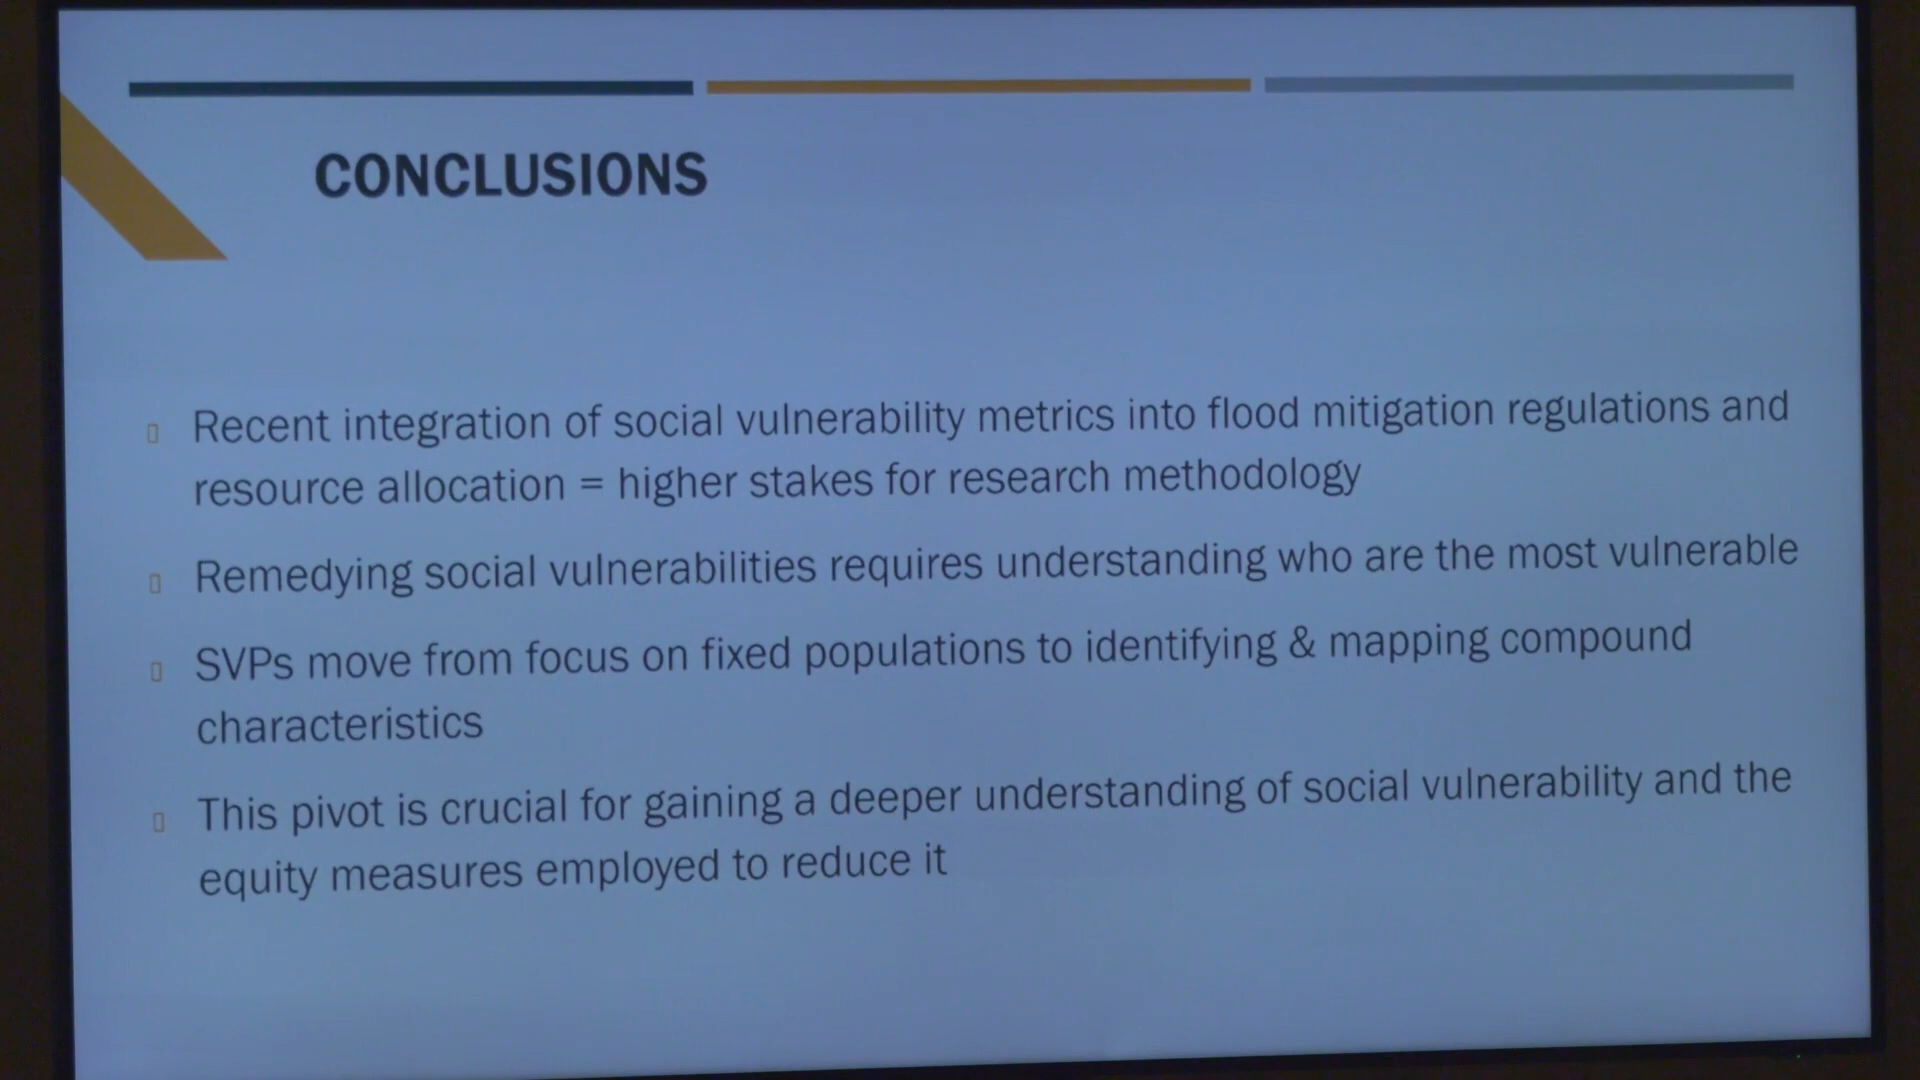 CONCLUSIONS
Recent integration of social vulnerability metrics into flood mitigation regulations and
resource allocation = higher stakes for research methodology
Remedying social vulnerabilities requires understanding who are the most vulnerable
SVPs move from focus on fixed populations to identifying & mapping compound
characteristics
This pivot is crucial for gaining a deeper understanding of social vulnerability and the
equity measures employed to reduce it